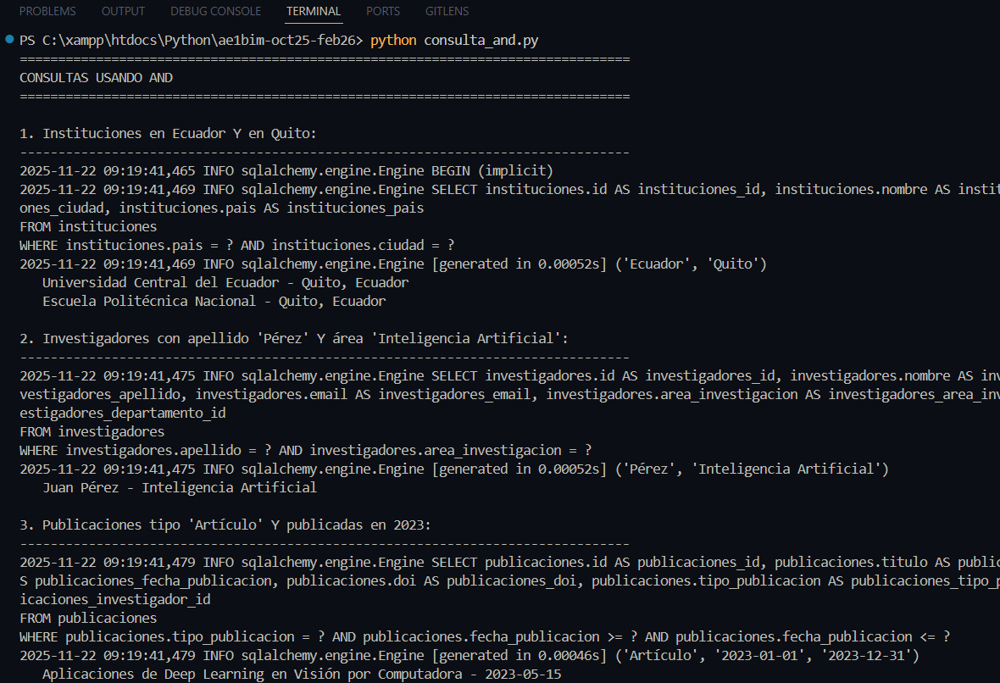 PROBLEMS OUTPUT DEBUG CONSOLE TERMINAL PORTS GITLENS
PS C:\xampp\htdocs\Python\ae1bim-oct25-feb26> python consulta_and.py
================================================================================
CONSULTAS USANDO AND
================================================================================
1. Instituciones en Ecuador Y en Quito:
--------------------------------------------------------------------------------
2025-11-22 09:19:41,465 INFO sqlalchemy.engine.Engine BEGIN (implicit)
2025-11-22 09:19:41,469 INFO sqlalchemy.engine.Engine SELECT instituciones.id AS instituciones_id, instituciones.nombre AS instit
ones_ciudad, instituciones.pais AS instituciones_pais
FROM instituciones
WHERE instituciones.pais = ? AND instituciones.ciudad = ?
2025-11-22 09:19:41,469 INFO sqlalchemy.engine.Engine [generated in 0.00052s] ('Ecuador', 'Quito')
Universidad Central del Ecuador - Quito, Ecuador
Escuela Politécnica Nacional - Quito, Ecuador
2. Investigadores con apellido 'Pérez' Y área 'Inteligencia Artificial':
--------------------------------------------------------------------------------
2025-11-22 09:19:41,475 INFO sqlalchemy.engine.Engine SELECT investigadores.id AS investigadores_id, investigadores.nombre AS inv
vestigadores_apellido, investigadores.email AS investigadores_email, investigadores.area_investigacion AS investigadores_area_inv
estigadores_departamento_id
FROM investigadores
WHERE investigadores.apellido = ? AND investigadores.area_investigacion = ?
2025-11-22 09:19:41,475 INFO sqlalchemy.engine.Engine [generated in 0.00052s] ('Pérez', 'Inteligencia Artificial')
Juan Pérez - Inteligencia Artificial
3. Publicaciones tipo 'Artículo' Y publicadas en 2023:
--------------------------------------------------------------------------------
2025-11-22 09:19:41,479 INFO sqlalchemy.engine.Engine SELECT publicaciones.id AS publicaciones_id, publicaciones.titulo AS public
S publicaciones_fecha_publicacion, publicaciones.doi AS publicaciones_doi, publicaciones.tipo_publicacion AS publicaciones_tipo_p
icaciones_investigador_id
FROM publicaciones
WHERE publicaciones.tipo_publicacion = ? AND publicaciones.fecha_publicacion >= ? AND publicaciones.fecha_publicacion <= ?
2025-11-22 09:19:41,479 INFO sqlalchemy.engine.Engine [generated in 0.00046s] ('Artículo', '2023-01-01', '2023-12-31')
Aplicaciones de Deep Learning en Visión por Computadora - 2023-05-15